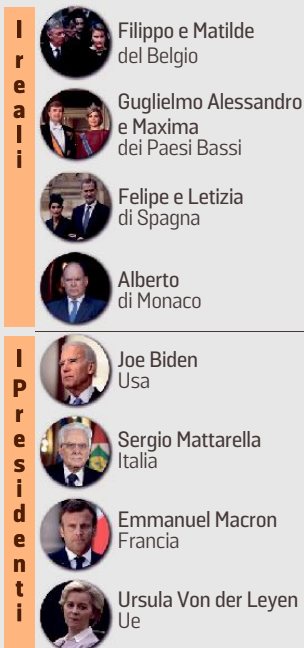 I reali
Filippo e Matilde
del Belgio
Guglielmo Alessandro
e Maxima
dei Paesi Bassi
Felipe e Letizia
di Spagna
Alberto
di Monaco
I Presidenti
Joe Biden
Usa
Sergio Mattarella
Italia
Emmanuel Macron
Francia
Ursula Von der Leyen
Ue